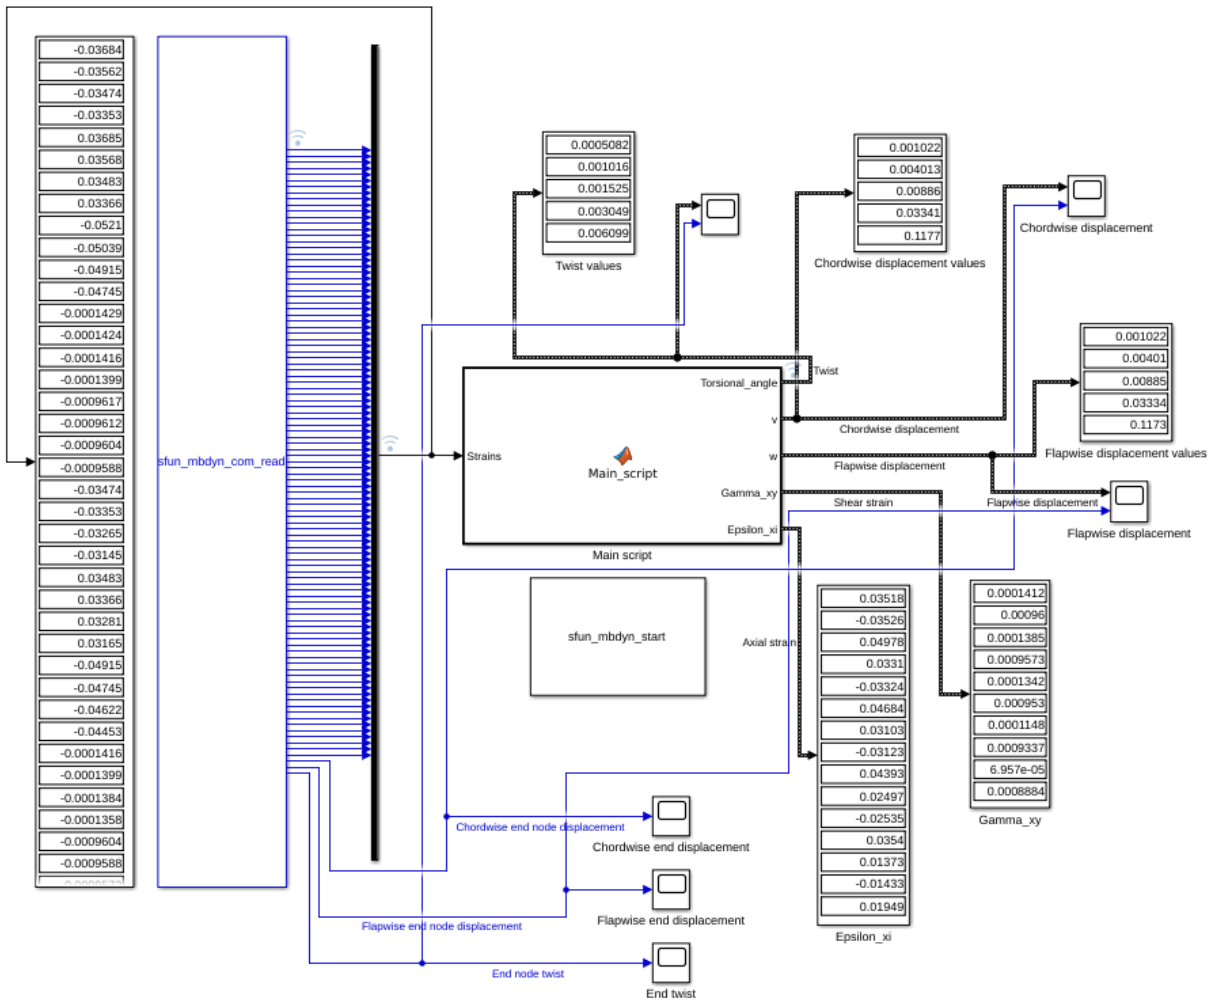 -0.03684
-0.03562
-0.03474
-0.03353
0.03685
0.03568
0.03483
0.03366
-0.0521
-0.05039
-0.04915
-0.04745
-0.0001429
-0.0001424
-0.0001416
-0.0001399
-0.0009617
-0.0009612
-0.0009604
-0.0009588
-0.03474
-0.03353
-0.03265
-0.03145
0.03483
0.03366
0.03281
0.03165
-0.04915
-0.04745
-0.04622
-0.04453
-0.0001416
-0.0001399
-0.0001384
-0.0001358
-0.0009604
-0.0009588
sfun_mbdyn_com_read
0.0005082
0.001016
0.001525
0.003049
0.006099
Twist values
0.001022
0.004013
0.00886
0.03341
0.1177
Chordwise displacement values
Chordwise displacement
0.001022
0.00401
0.00885
0.03334
0.1173
Flapwise displacement values
Strains
Main_script
Torsional_angle
v
w
Gamma_xy
Epsilon_xi
Main script
Twist
Chordwise displacement
Flapwise displacement
Shear strain
Flapwise displacement
Flapwise displacement
sfun_mbdyn_start
Axial strain
0.03518
-0.03526
0.04978
0.0331
-0.03324
0.04684
0.03103
-0.03123
0.04393
0.02497
-0.02535
0.0354
0.01373
-0.01433
0.01949
Epsilon_xi
0.0001412
0.00096
0.0001385
0.0009573
0.0001342
0.000953
0.0001148
0.0009337
6.957e-05
0.0008884
Gamma_xy
Chordwise end node displacement
Chordwise end displacement
Flapwise end node displacement
Flapwise end displacement
End node twist
End twist